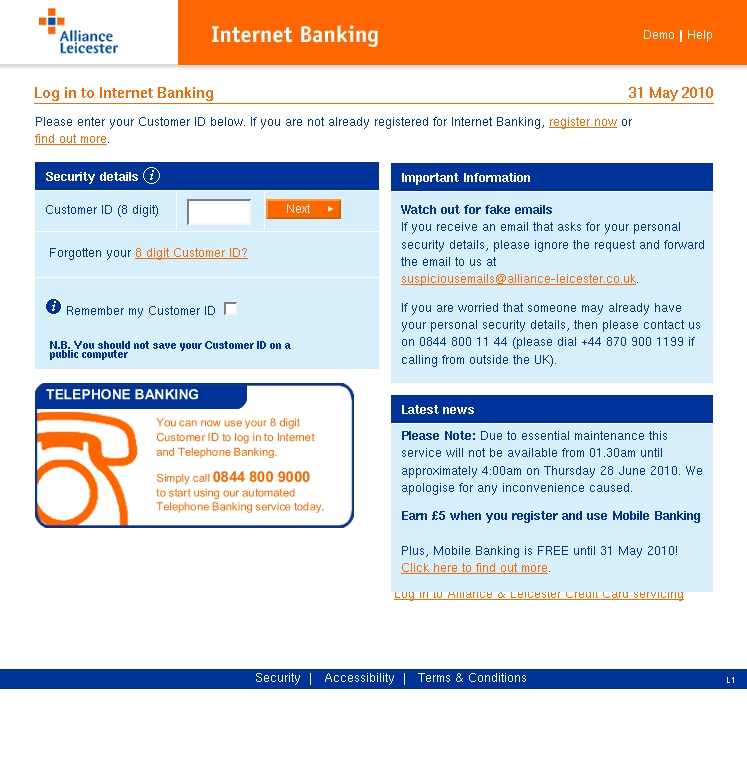 Alliance
Leicester
Internet Banking
Demo | Help
Log in to Internet Banking
31 May 2010
Please enter your Customer ID below. If you are not already registered for Internet Banking, register now or
find out more.
Security details i
Customer ID (8 digit)
Next
Forgotten your 8 digit Customer ID?
i Remember my Customer ID
N.B. You should not save your Customer ID on a
public computer
TELEPHONE BANKING
You can now use your 8 digit
Customer ID to log in to Internet
and Telephone Banking.
Simply call 0844 800 9000
to start using our automated
Telephone Banking service today.
Important Information
Watch out for fake emails
If you receive an email that asks for your personal
security details, please ignore the request and forward
the email to us at
suspiciousemails@alliance-leicester.co.uk.
If you are worried that someone may already have
your personal security details, then please contact us
on 0844 800 11 44 (please dial +44 870 900 1199 if
calling from outside the UK).
Latest news
Please Note: Due to essential maintenance this
service will not be available from 01.30am until
approximately 4:00am on Thursday 28 June 2010. We
apologise for any inconvenience caused.
Earn £5 when you register and use Mobile Banking
Plus, Mobile Banking is FREE until 31 May 2010!
Click here to find out more.
Log in to Alliance & Leicester Credit Card servicing
Security | Accessibility | Terms & Conditions
L1